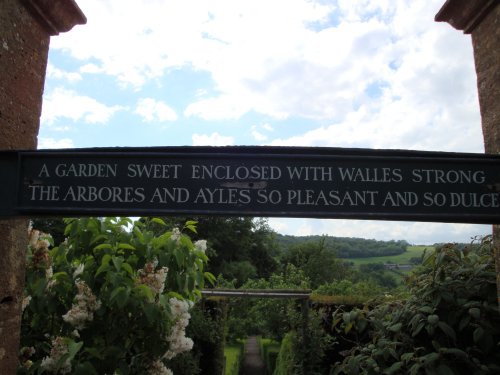 A GARDEN SWEET ENCLOSED WITH WALLES STRONG
THE ARBORES AND AYLES SO PLEASANT AND SO DULCE